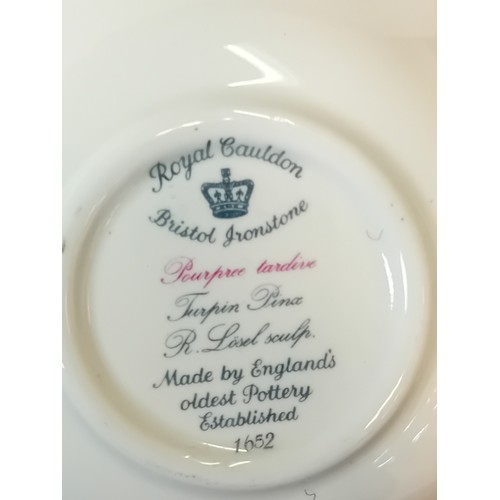 Royal Cauldon
Bristol Ironstone
Pourpree tardive
Turpin Pinx
R. Lösel sculp.
Made by England's
oldest Pottery
Established
1652